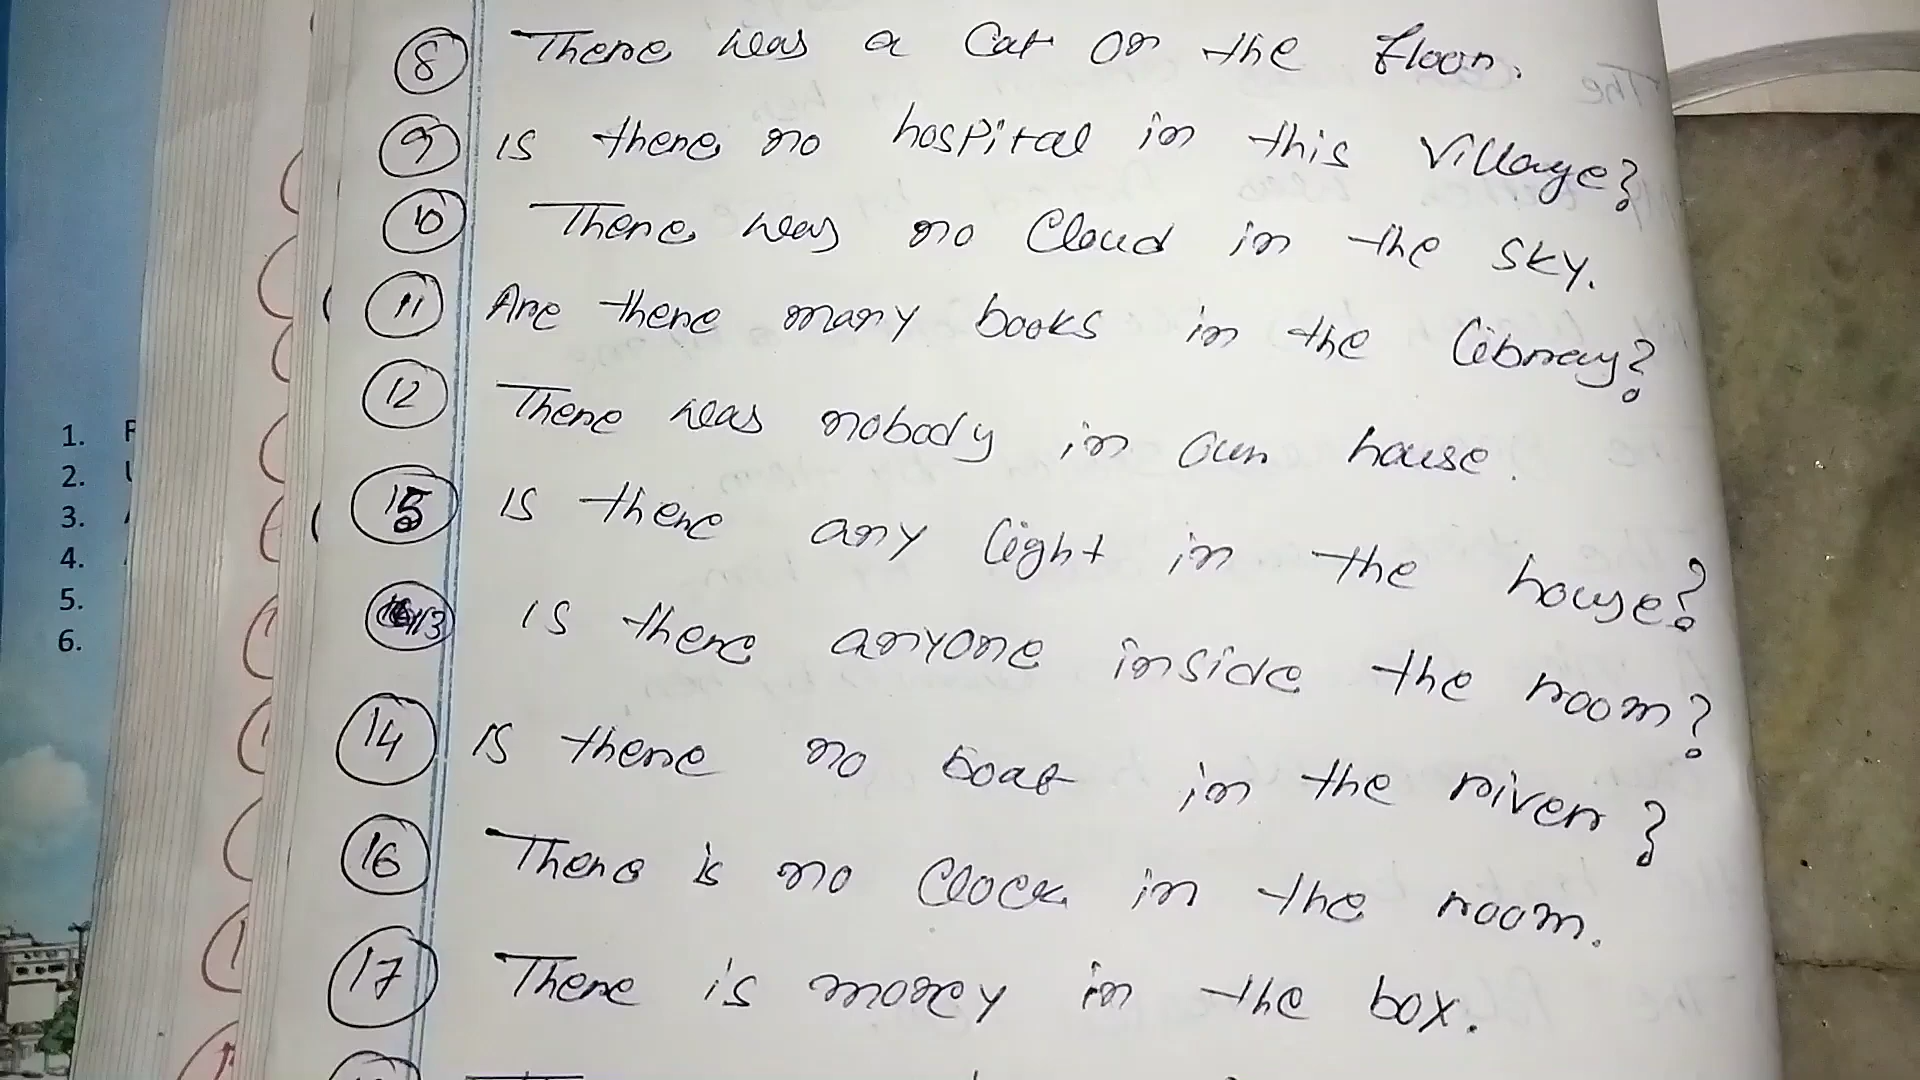 8 There was a Cat on the floor.
9 is there no hospital in this village?
10 There was no Cloud in the sky.
11 Are there many books in the library?
12 There was nobody in our house.
15 is there any light in the house?
13 is there anyone inside the room?
14 is there no boat in the river?
16 There is no Clock in the room.
17 There is money in the box.
1.
2.
3.
4.
5.
6.